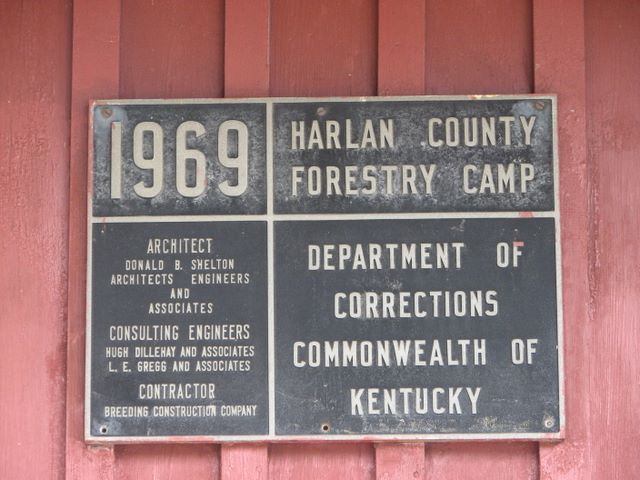 1969
HARLAN COUNTY
FORESTRY CAMP
ARCHITECT
DONALD B. SHELTON
ARCHITECTS ENGINEERS
AND
ASSOCIATES
CONSULTING ENGINEERS
HUGH DILLEHAY AND ASSOCIATES
L. E. GREGG AND ASSOCIATES
CONTRACTOR
BREEDING CONSTRUCTION COMPANY
DEPARTMENT OF
CORRECTIONS
COMMONWEALTH OF
KENTUCKY